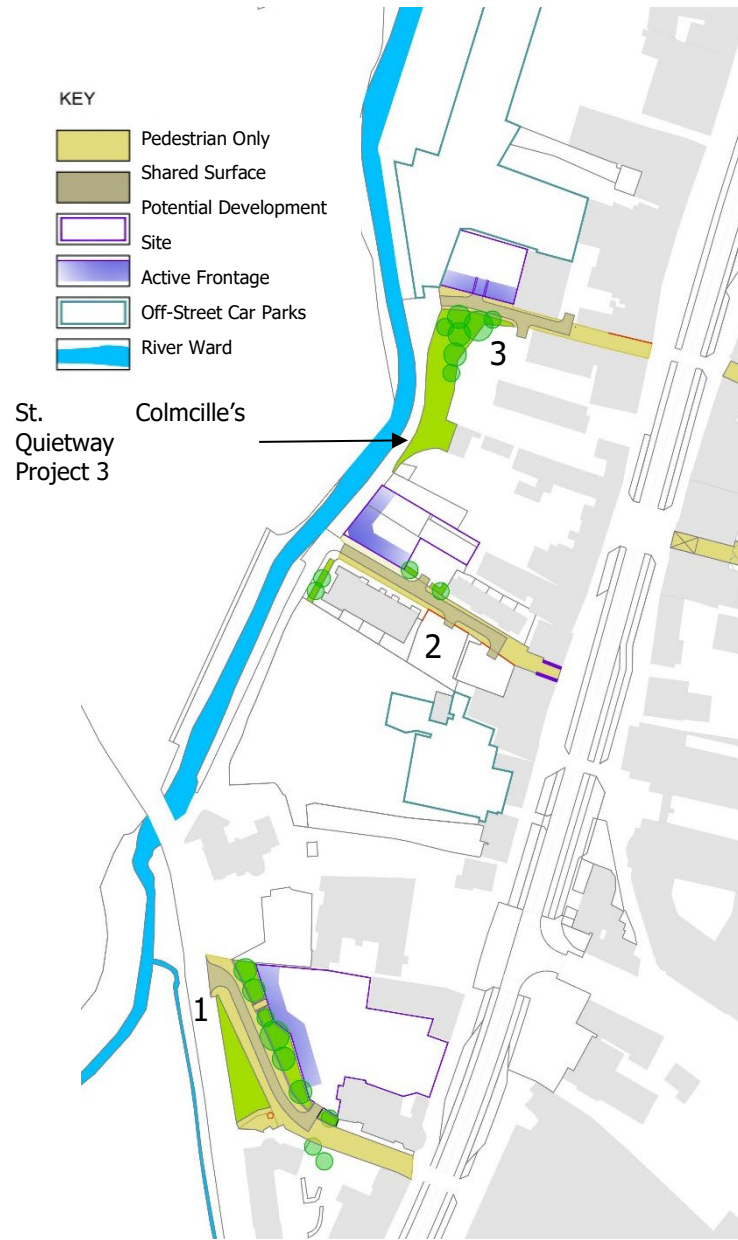 KEY
Pedestrian Only
Shared Surface
Potential Development
Site
Active Frontage
Off-Street Car Parks
River Ward
St. Colmcille’s
Quietway
Project 3
3
2
1